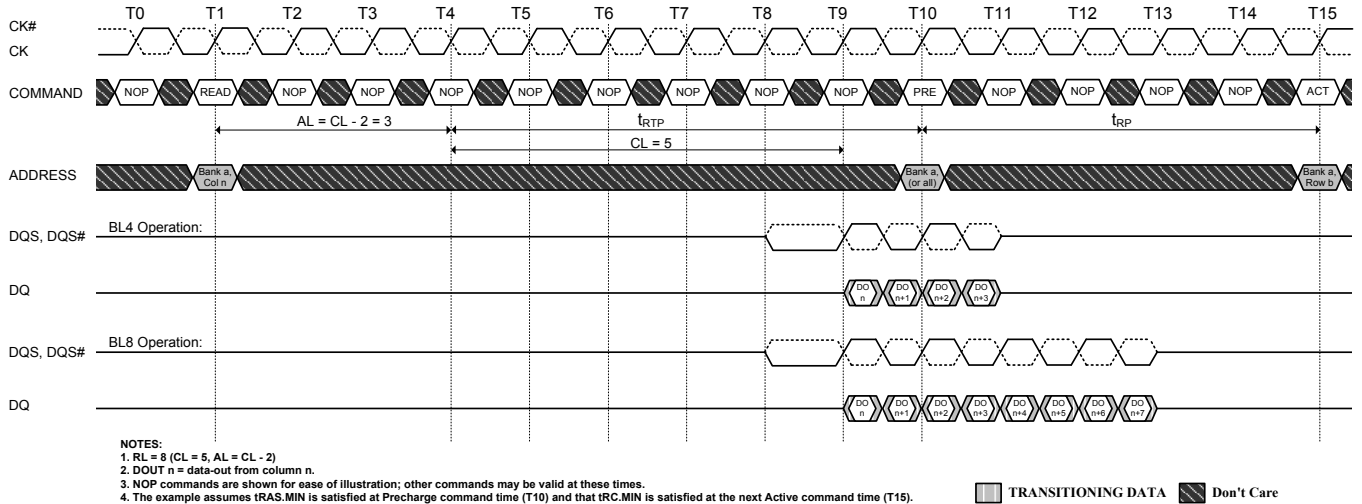 T0 T1 T2 T3 T4 T5 T6 T7 T8 T9 T10 T11 T12 T13 T14 T15
CK#
CK
COMMAND NOP READ NOP NOP NOP NOP NOP NOP NOP NOP PRE NOP NOP NOP NOP ACT
AL = CL - 2 = 3 tRTP tRP
CL = 5
ADDRESS Bank a, Col n Bank a, (or all) Bank a, Row b
BL4 Operation:
DQS, DQS#
DQ DO n DO n+1 DO n+2 DO n+3
BL8 Operation:
DQS, DQS#
DQ DO n DO n+1 DO n+2 DO n+3 DO n+4 DO n+5 DO n+6 DO n+7
NOTES:
1. RL = 8 (CL = 5, AL = CL - 2)
2. DOUT n = data-out from column n.
3. NOP commands are shown for ease of illustration; other commands may be valid at these times.
4. The example assumes tRAS.MIN is satisfied at Precharge command time (T10) and that tRC.MIN is satisfied at the next Active command time (T15).
TRANSITIONING DATA Don't Care